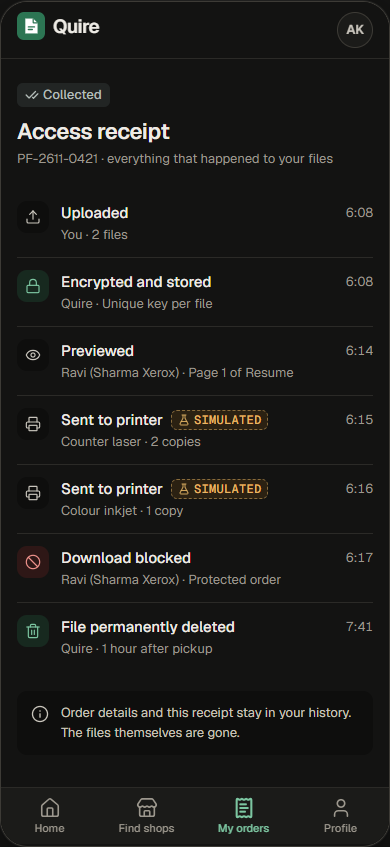 Quire
AK
Collected
Access receipt
PF-2611-0421 · everything that happened to your files
Uploaded 6:08
You · 2 files
Encrypted and stored 6:08
Quire · Unique key per file
Previewed 6:14
Ravi (Sharma Xerox) · Page 1 of Resume
Sent to printer SIMULATED 6:15
Counter laser · 2 copies
Sent to printer SIMULATED 6:16
Colour inkjet · 1 copy
Download blocked 6:17
Ravi (Sharma Xerox) · Protected order
File permanently deleted 7:41
Quire · 1 hour after pickup
Order details and this receipt stay in your history.
The files themselves are gone.
Home Find shops My orders Profile